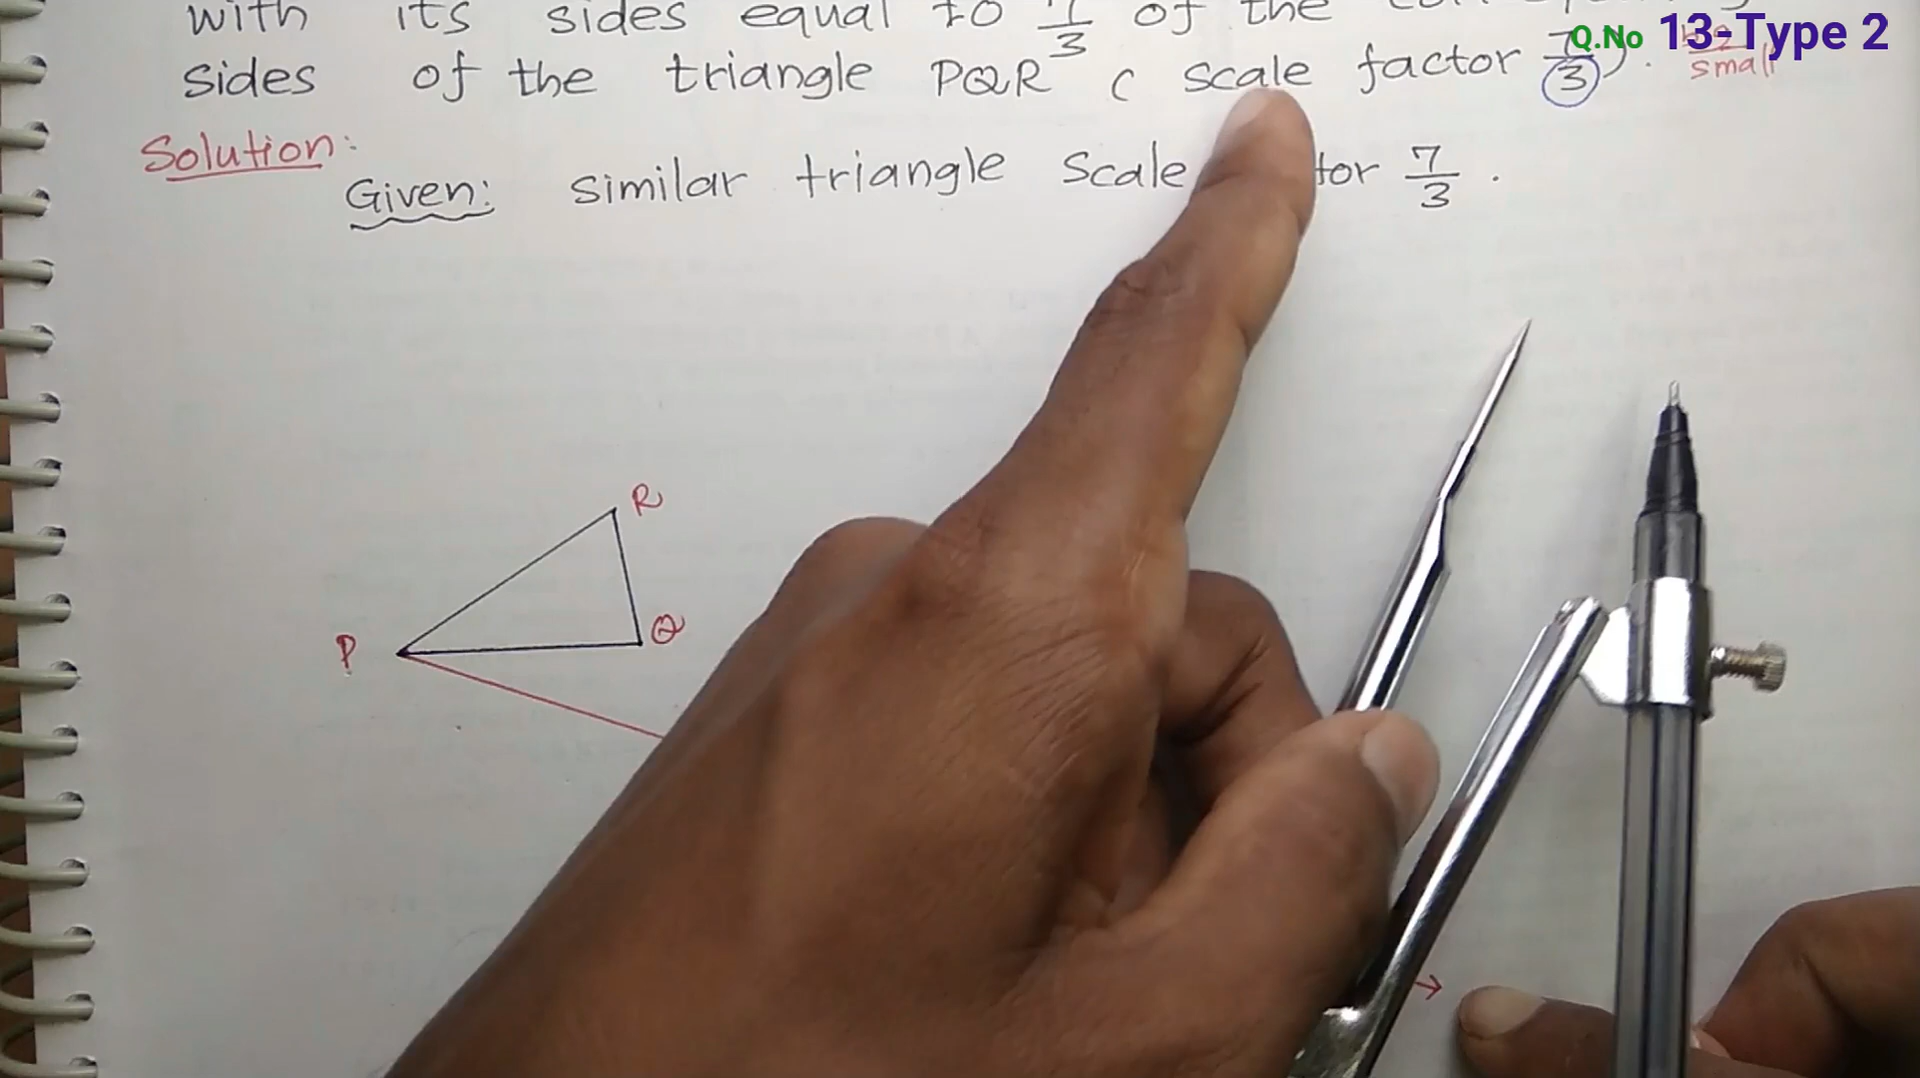 with its sides equal to 7/3 of the
Q.No 13-Type 2
sides of the triangle PQR ( scale factor 7/3 ).
small
Solution:
Given: similar triangle scale 7/3 .
R
P
Q